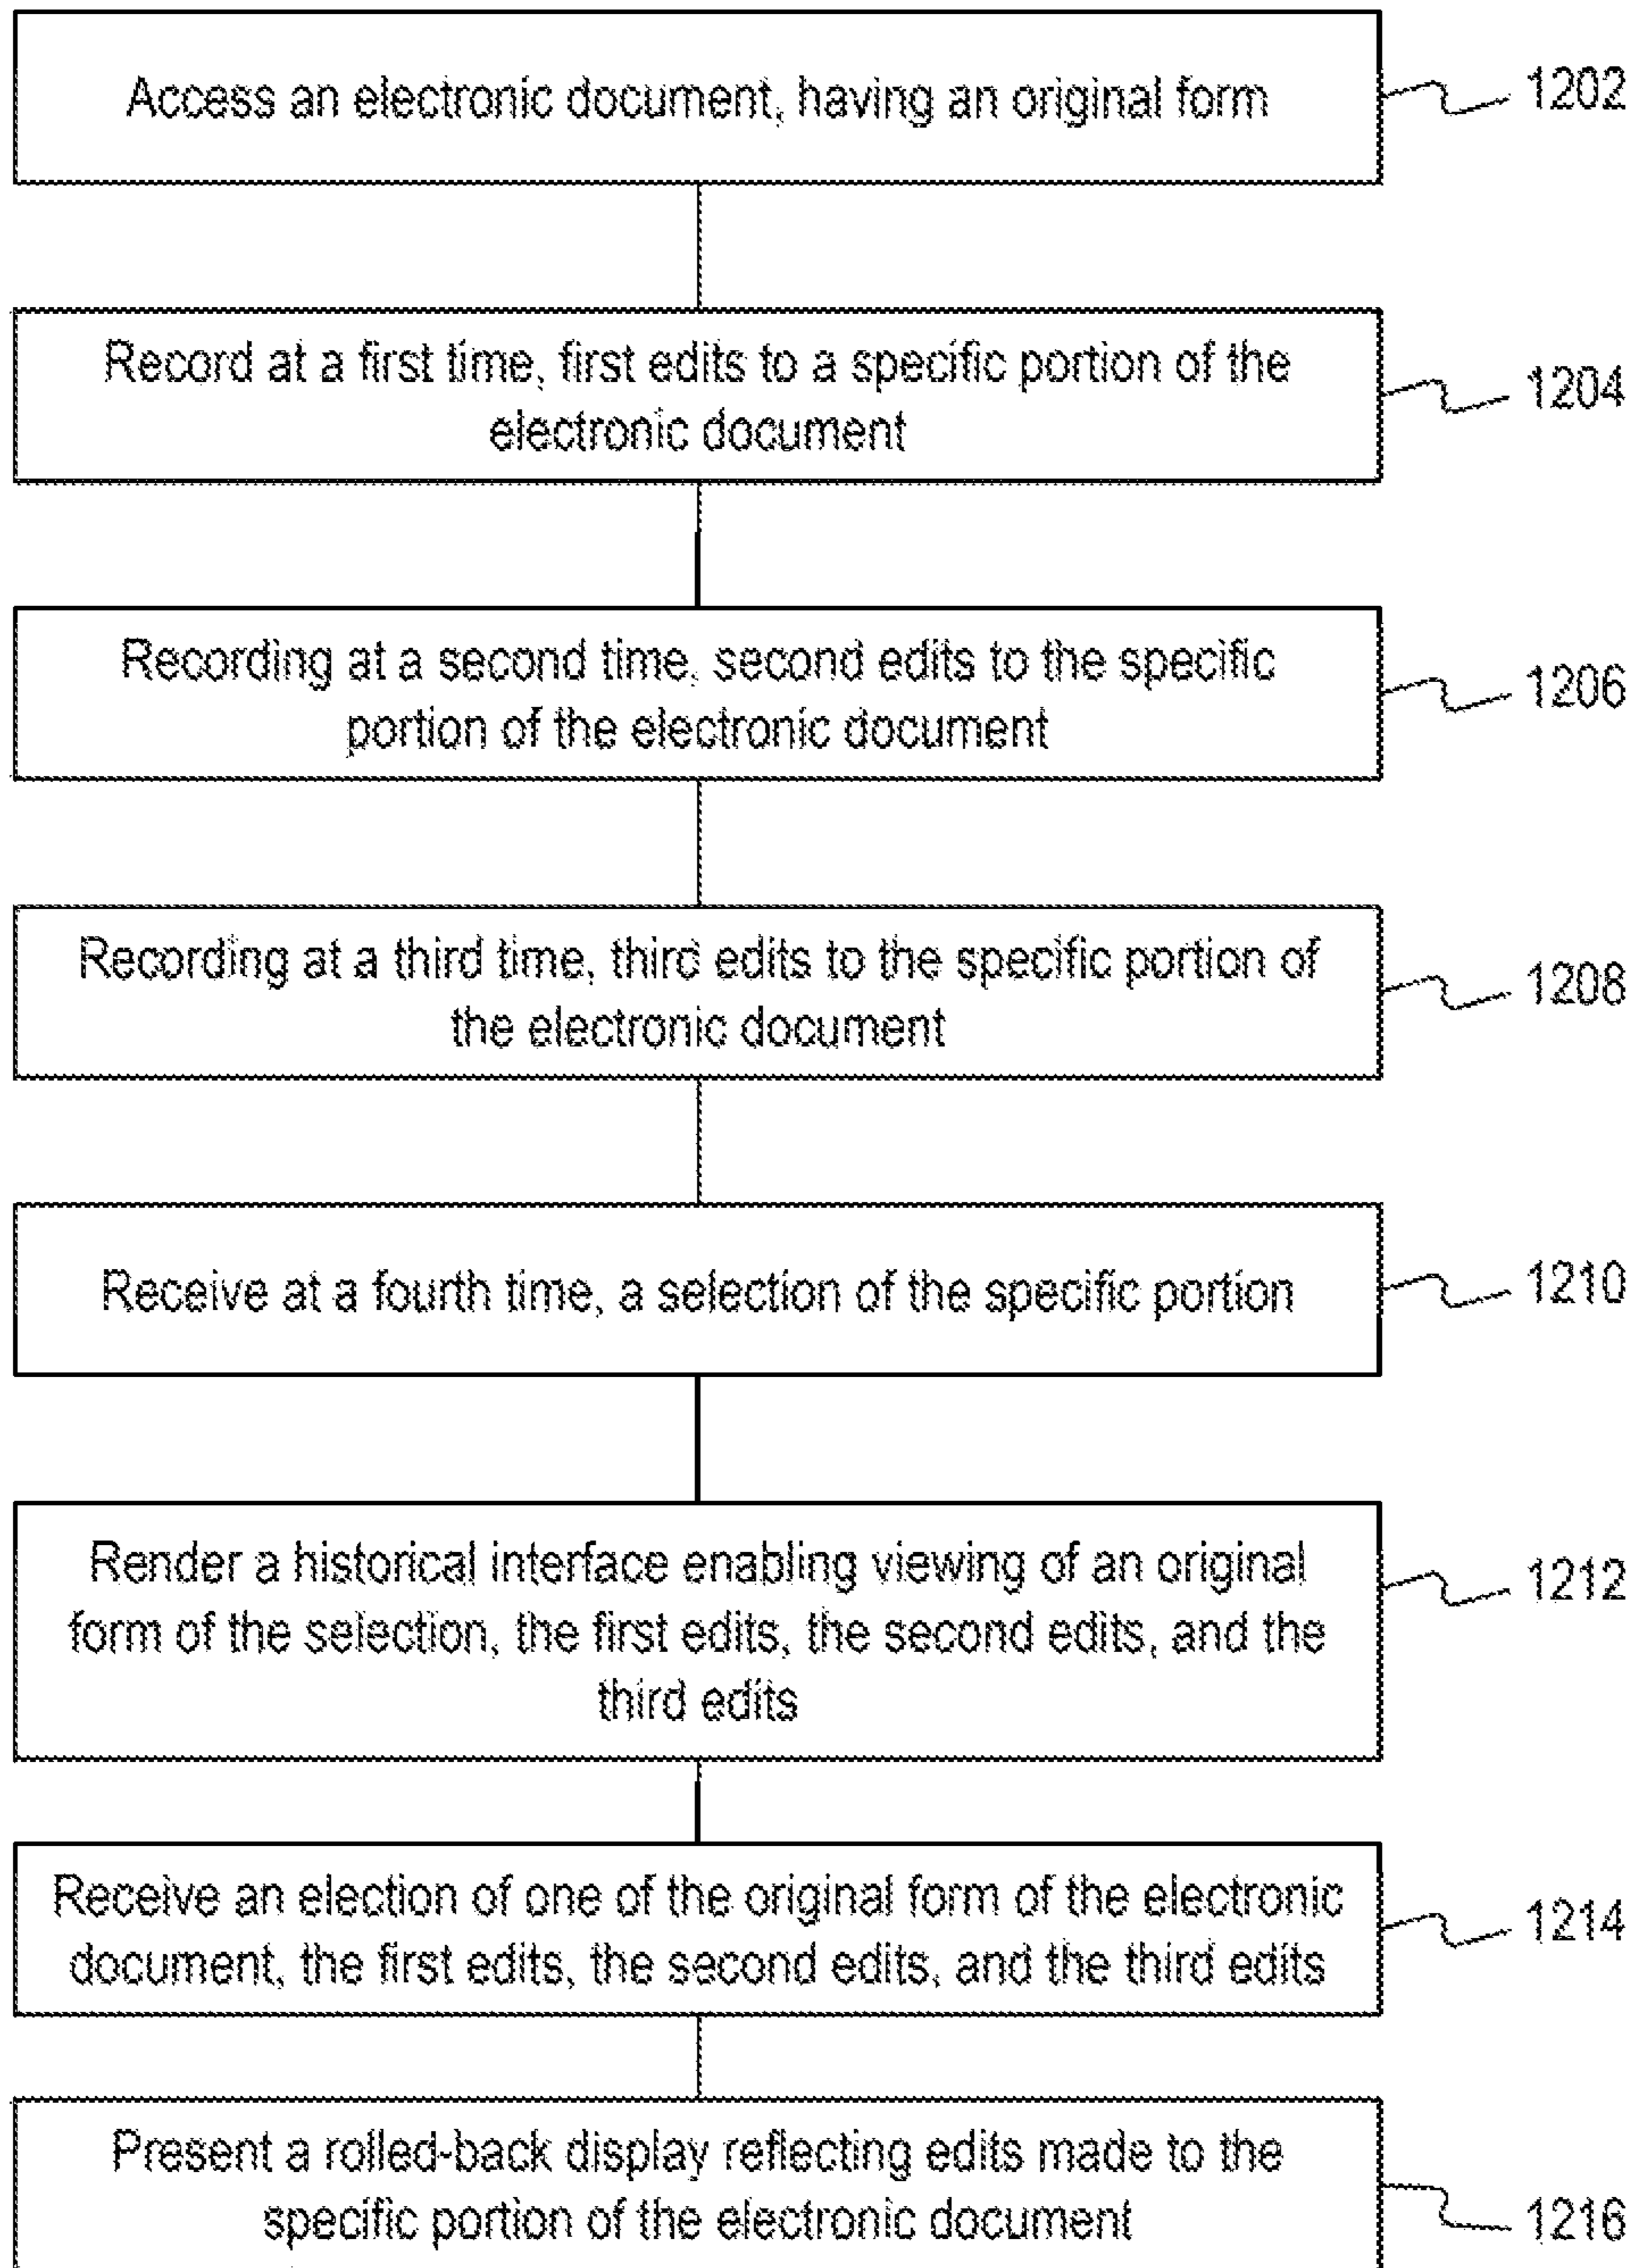 Access an electronic document, having an original form
1202
Record at a first time, first edits to a specific portion of the
electronic document
1204
Recording at a second time, second edits to the specific
portion of the electronic document
1206
Recording at a third time, third edits to the specific portion of
the electronic document
1208
Receive at a fourth time, a selection of the specific portion
1210
Render a historical interface enabling viewing of an original
form of the selection, the first edits, the second edits, and the
third edits
1212
Receive an election of one of the original form of the electronic
document, the first edits, the second edits, and the third edits
1214
Present a rolled-back display reflecting edits made to the
specific portion of the electronic document
1216